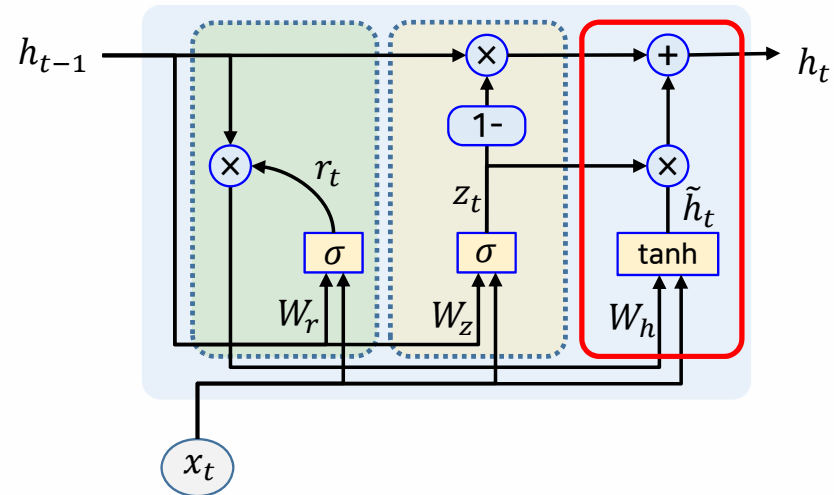 h_{t−1}
×
+
h_t
1-
×
r_t
×
z_t
h̃_t
σ
σ
tanh
W_r
W_z
W_h
x_t